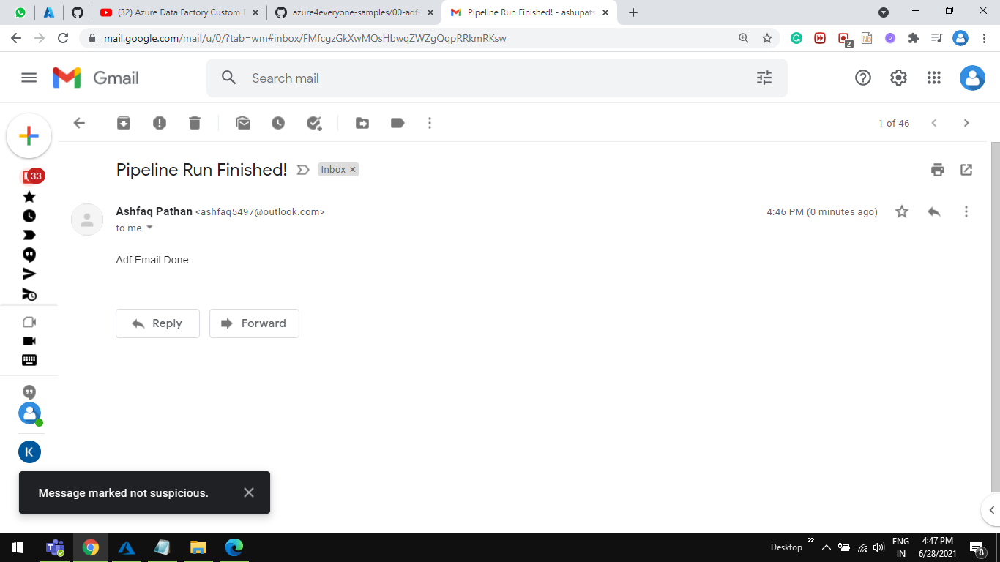 (32) Azure Data Factory Custom E
azure4everyone-samples/00-adf-
Pipeline Run Finished! - ashupats
mail.google.com/mail/u/0/?tab=wm#inbox/FMfcgzGkXwMQsHbwqZWZgQqpRRkmRKsw
2
Nb
Gmail
Search mail
1 of 46
33
Pipeline Run Finished!
Inbox ×
Ashfaq Pathan <ashfaq5497@outlook.com>
4:46 PM (0 minutes ago)
to me
Adf Email Done
Reply
Forward
K
Message marked not suspicious.
Desktop
ENG
IN
4:47 PM
6/28/2021
8